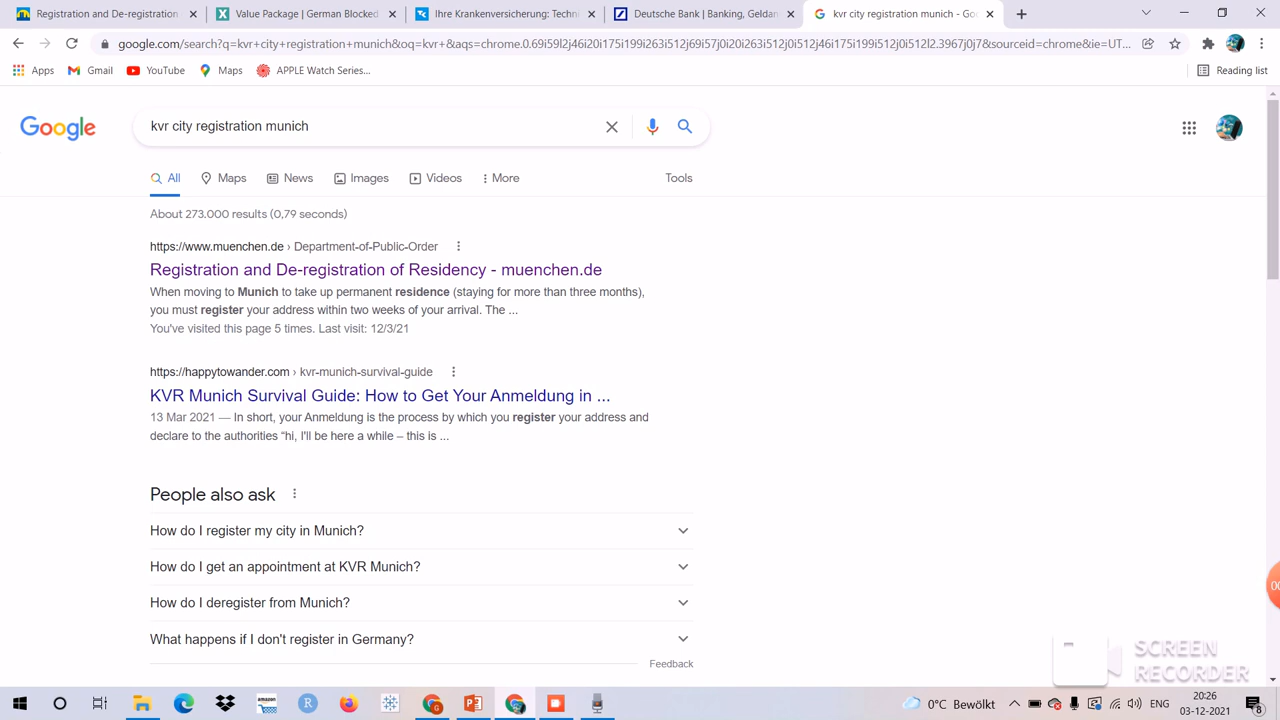 Registration and De-registration
Value Package | German Blocked
Ihre Krankenversicherung: Techn
Deutsche Bank | Banking, Geldan
kvr city registration munich - Go
google.com/search?q=kvr+city+registration+munich&oq=kvr+&aqs=chrome.0.0i59l2j46i20i175i199i263i512j69i57j0i20i263i512j0i512j46i175i199i512j0i512l2.3967j0j7&sourceid=chrome&ie=UT...
Apps
Gmail
YouTube
Maps
APPLE Watch Series...
Reading list
Google
kvr city registration munich
All
Maps
News
Images
Videos
More
Tools
About 273.000 results (0,79 seconds)
https://www.muenchen.de › Department-of-Public-Order
Registration and De-registration of Residency - muenchen.de
When moving to Munich to take up permanent residence (staying for more than three months),
you must register your address within two weeks of your arrival. The ...
You've visited this page 5 times. Last visit: 12/3/21
https://happytowander.com › kvr-munich-survival-guide
KVR Munich Survival Guide: How to Get Your Anmeldung in ...
13 Mar 2021 — In short, your Anmeldung is the process by which you register your address and
declare to the authorities “hi, I'll be here a while – this is ...
People also ask
How do I register my city in Munich?
How do I get an appointment at KVR Munich?
How do I deregister from Munich?
What happens if I don't register in Germany?
Feedback
SCREEN
RECORDER
amazon
0°C Bewölkt
ENG
20:26
03-12-2021
8